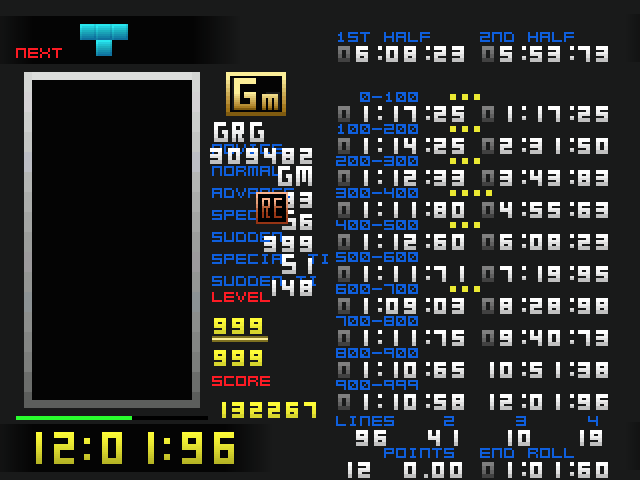 NEXT
1ST HALF 2ND HALF
06:08:23 05:53:73
Gm
0-100
01:17:25 01:17:25
GRG
100-200
309482
01:14:25 02:31:50
NORMAL GM
200-300
01:12:33 03:43:83
RE
300-400
01:11:80 04:55:63
400-500
SUDDEN 399
01:12:60 06:08:23
SPECIAL TI 51
500-600
01:11:71 07:19:95
SUDDEN TI 148
600-700
LEVEL
01:09:03 08:28:98
999
700-800
01:11:75 09:40:73
999
800-900
01:10:65 10:51:38
SCORE
900-999
132267
01:10:58 12:01:96
LINES 2 3 4
96 41 10 19
12:01:96
POINTS END ROLL
12 0.00 01:01:60